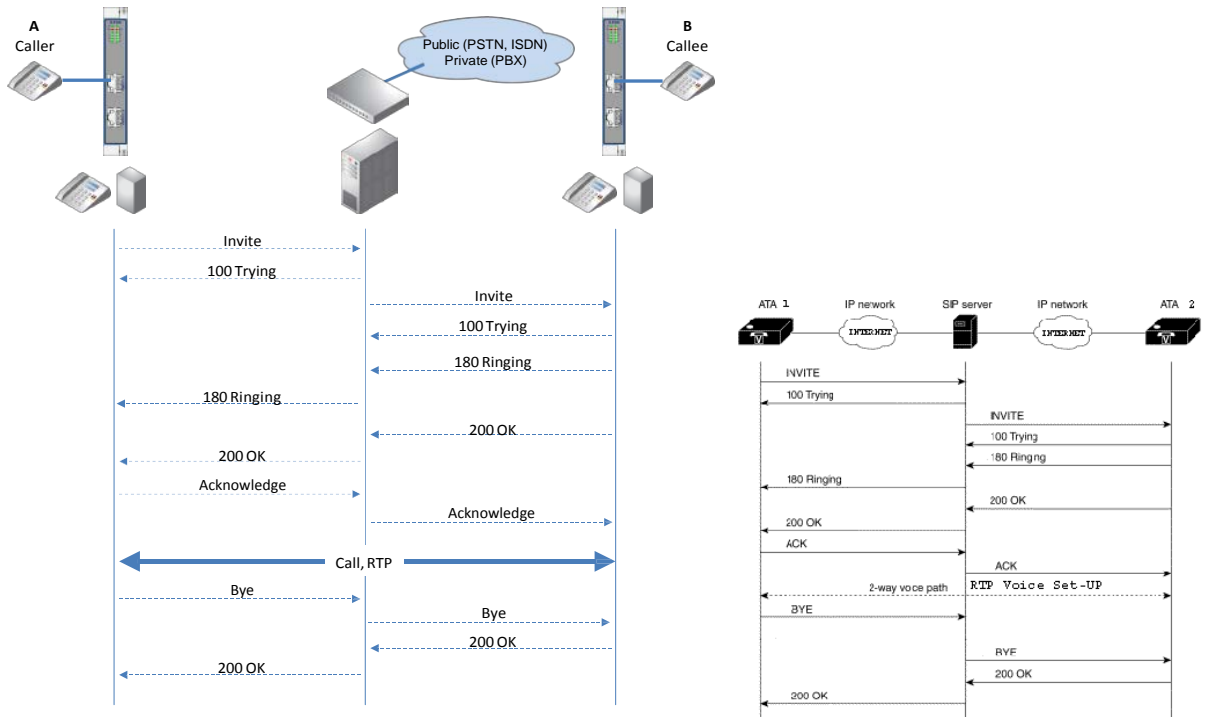 A
Caller
Public (PSTN, ISDN)
Private (PBX)
B
Callee
Invite
100 Trying
Invite
100 Trying
180 Ringing
180 Ringing
200 OK
200 OK
Acknowledge
Acknowledge
Call, RTP
Bye
Bye
200 OK
200 OK
ATA 1
IP network
SIP server
IP network
ATA 2
INTERNET
INTERNET
V
V
INVITE
100 Trying
INVITE
100 Trying
180 Ringng
180 Ringing
200 OK
200 OK
ACK
ACK
2-way voce path
RTP Voice Set-UP
BYE
BYE
200 OK
200 OK